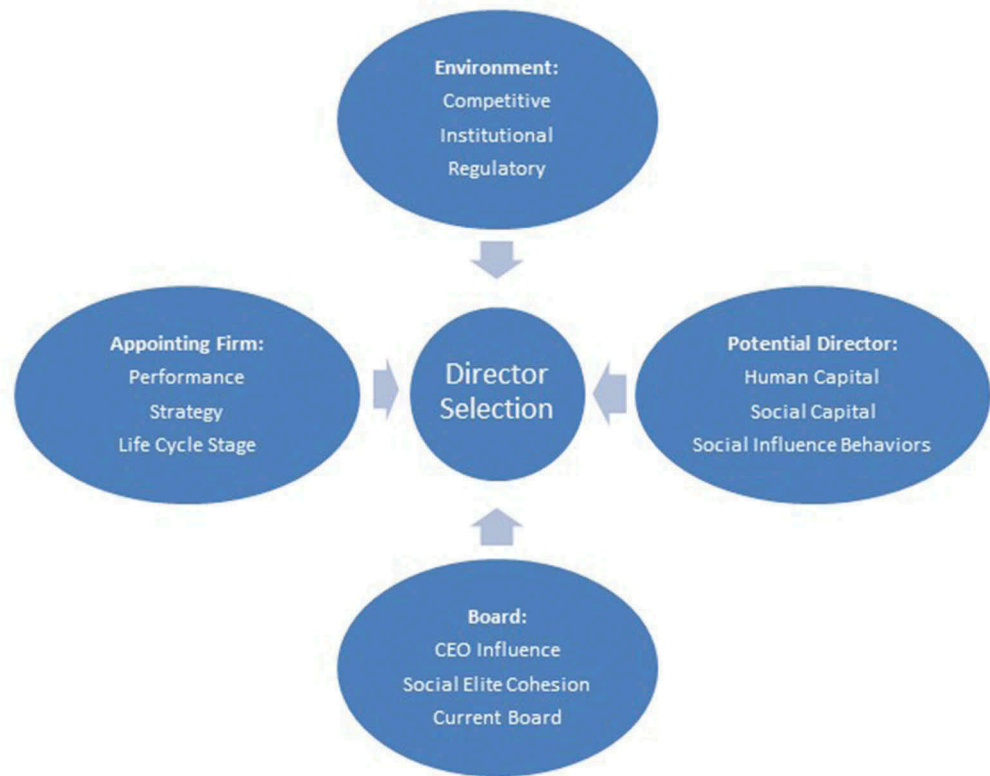 Environment:
Competitive
Institutional
Regulatory
Appointing Firm:
Performance
Strategy
Life Cycle Stage
Director
Selection
Potential Director:
Human Capital
Social Capital
Social Influence Behaviors
Board:
CEO Influence
Social Elite Cohesion
Current Board